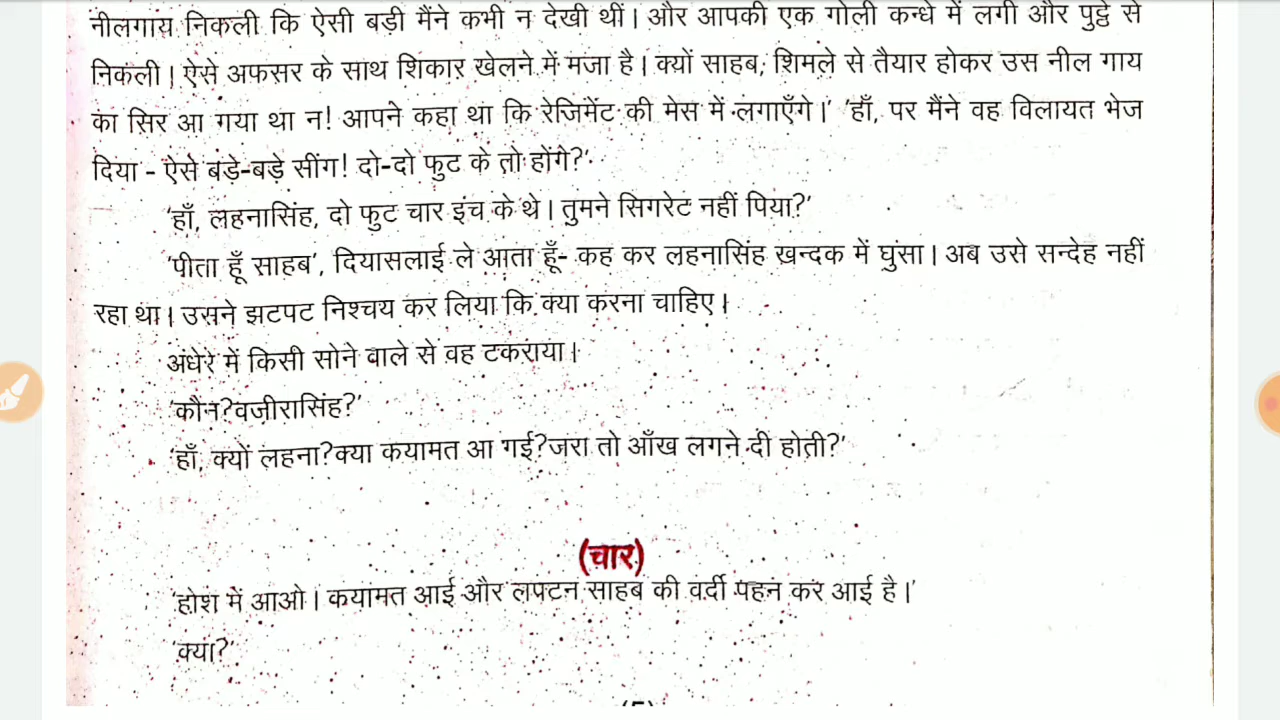 नीलगाय निकली कि ऐसी बड़ी मैंने कभी न देखी थीं। और आपकी एक गोली कन्धे में लगी और पुट्ठे से
निकली। ऐसे अफसर के साथ शिकार खेलने में मजा है। क्यों साहब, शिमले से तैयार होकर उस नील गाय
का सिर आ गया था न! आपने कहा था कि रेजिमेंट की मेस में लगाएँगे।' 'हाँ, पर मैंने वह विलायत भेज
दिया - ऐसे बड़े-बड़े सींग! दो-दो फुट के तो होंगे?'
'हाँ, लहनासिंह, दो फुट चार इंच के थे। तुमने सिगरेट नहीं पिया?'
'पीता हूँ साहब', दियासलाई ले आता हूँ- कह कर लहनासिंह खन्दक में घुसा। अब उसे सन्देह नहीं
रहा था। उसने झटपट निश्चय कर लिया कि क्या करना चाहिए।
अंधेरे में किसी सोने वाले से वह टकराया।
'कौन?वजीरासिंह?'
'हाँ, क्यों लहना?क्या कयामत आ गई?जरा तो आँख लगने दी होती?'
(चार)
'होश में आओ। कयामत आई और लपटन साहब की वर्दी पहन कर आई है।'
'क्या?'